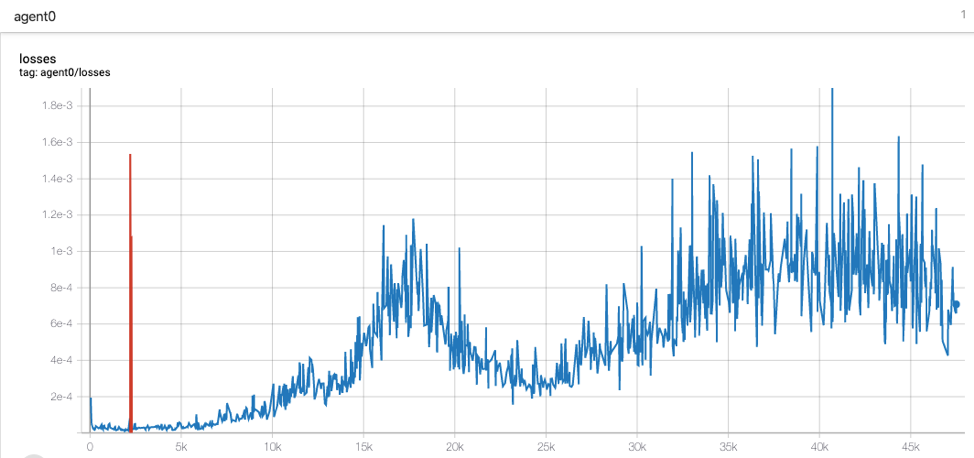 agent0
1
losses
tag: agent0/losses
1.8e-3
1.6e-3
1.4e-3
1.2e-3
1e-3
8e-4
6e-4
4e-4
2e-4
0 5k 10k 15k 20k 25k 30k 35k 40k 45k